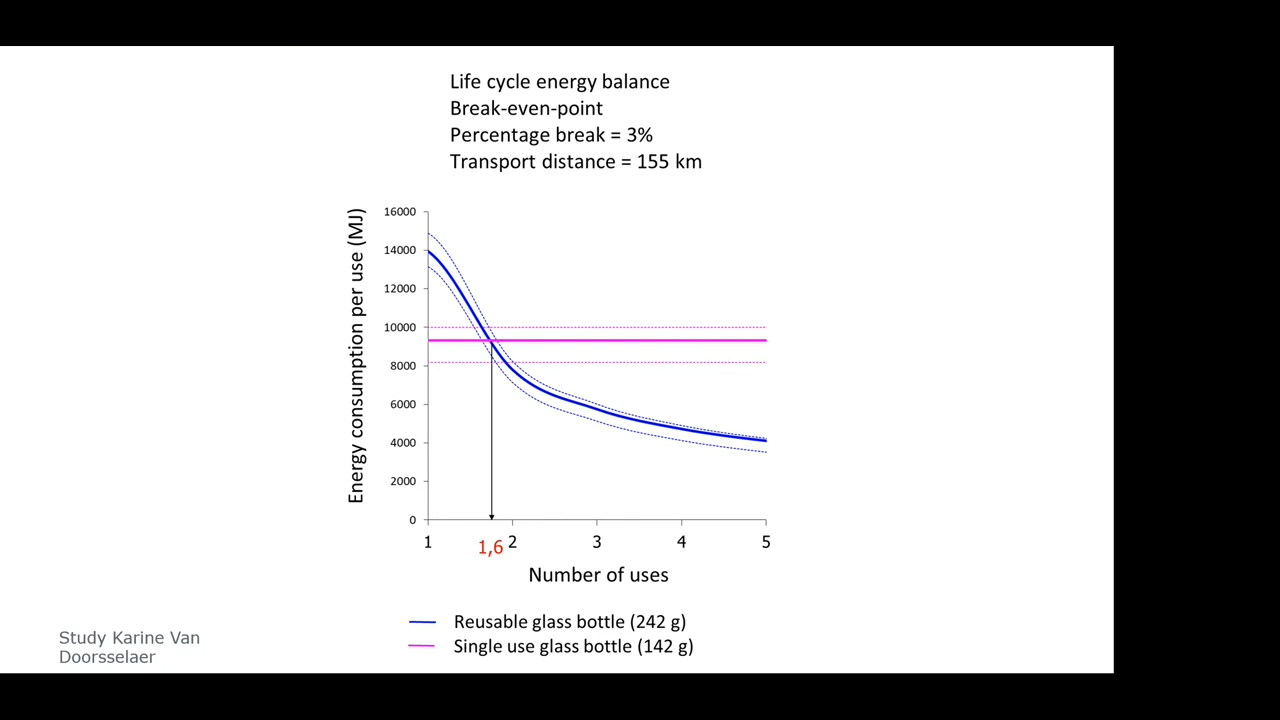 Life cycle energy balance
Break-even-point
Percentage break = 3%
Transport distance = 155 km
Energy consumption per use (MJ)
16000
14000
12000
10000
8000
6000
4000
2000
0
1
1,6
2
3
4
5
Number of uses
Reusable glass bottle (242 g)
Single use glass bottle (142 g)
Study Karine Van
Doorsselaer